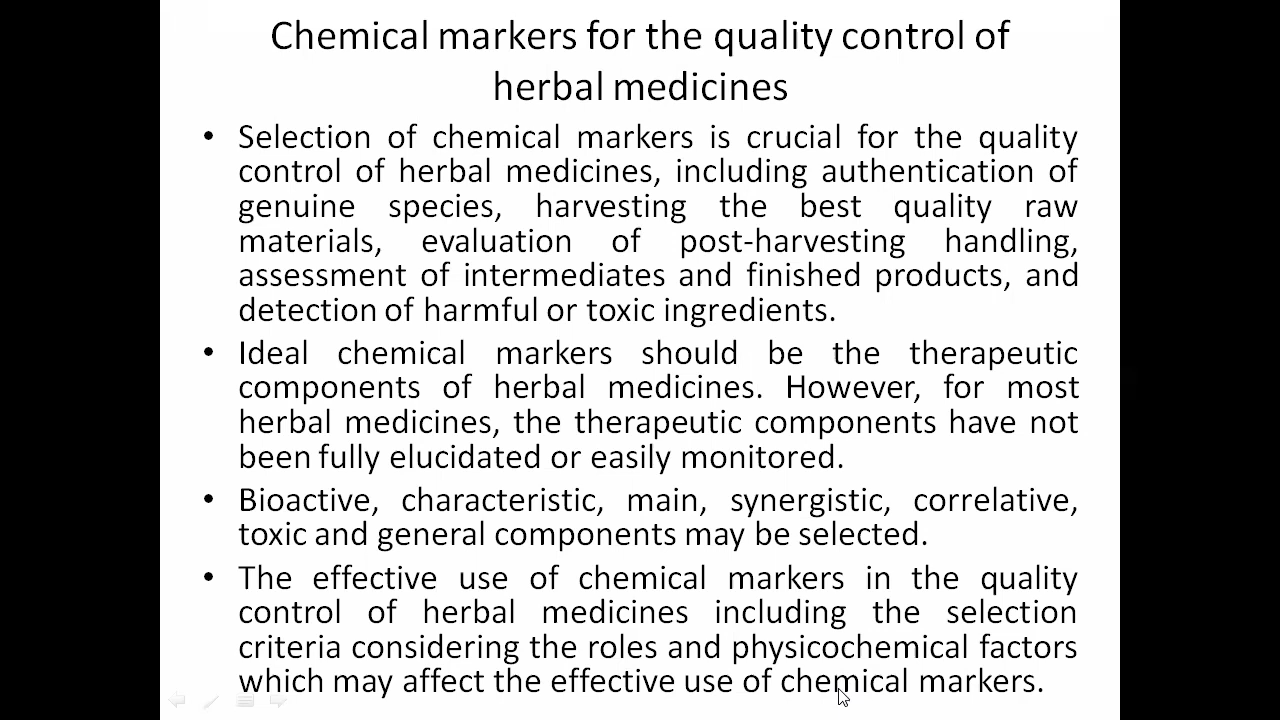 Chemical markers for the quality control of
herbal medicines
• Selection of chemical markers is crucial for the quality
control of herbal medicines, including authentication of
genuine species, harvesting the best quality raw
materials, evaluation of post-harvesting handling,
assessment of intermediates and finished products, and
detection of harmful or toxic ingredients.
• Ideal chemical markers should be the therapeutic
components of herbal medicines. However, for most
herbal medicines, the therapeutic components have not
been fully elucidated or easily monitored.
• Bioactive, characteristic, main, synergistic, correlative,
toxic and general components may be selected.
• The effective use of chemical markers in the quality
control of herbal medicines including the selection
criteria considering the roles and physicochemical factors
which may affect the effective use of chemical markers.